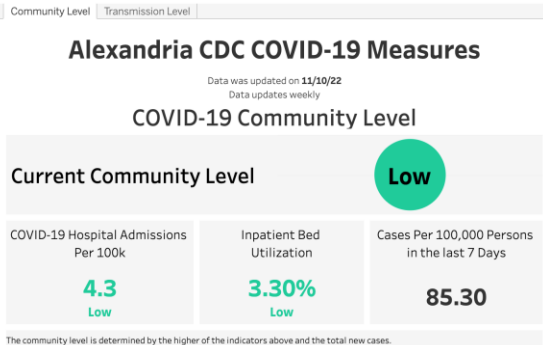 Community Level Transmission Level
Alexandria CDC COVID-19 Measures
Data was updated on 11/10/22
Data updates weekly
COVID-19 Community Level
Current Community Level Low
COVID-19 Hospital Admissions
Per 100k
4.3
Low
Inpatient Bed
Utilization
3.30%
Low
Cases Per 100,000 Persons
in the last 7 Days
85.30
The community level is determined by the higher of the indicators above and the total new cases.